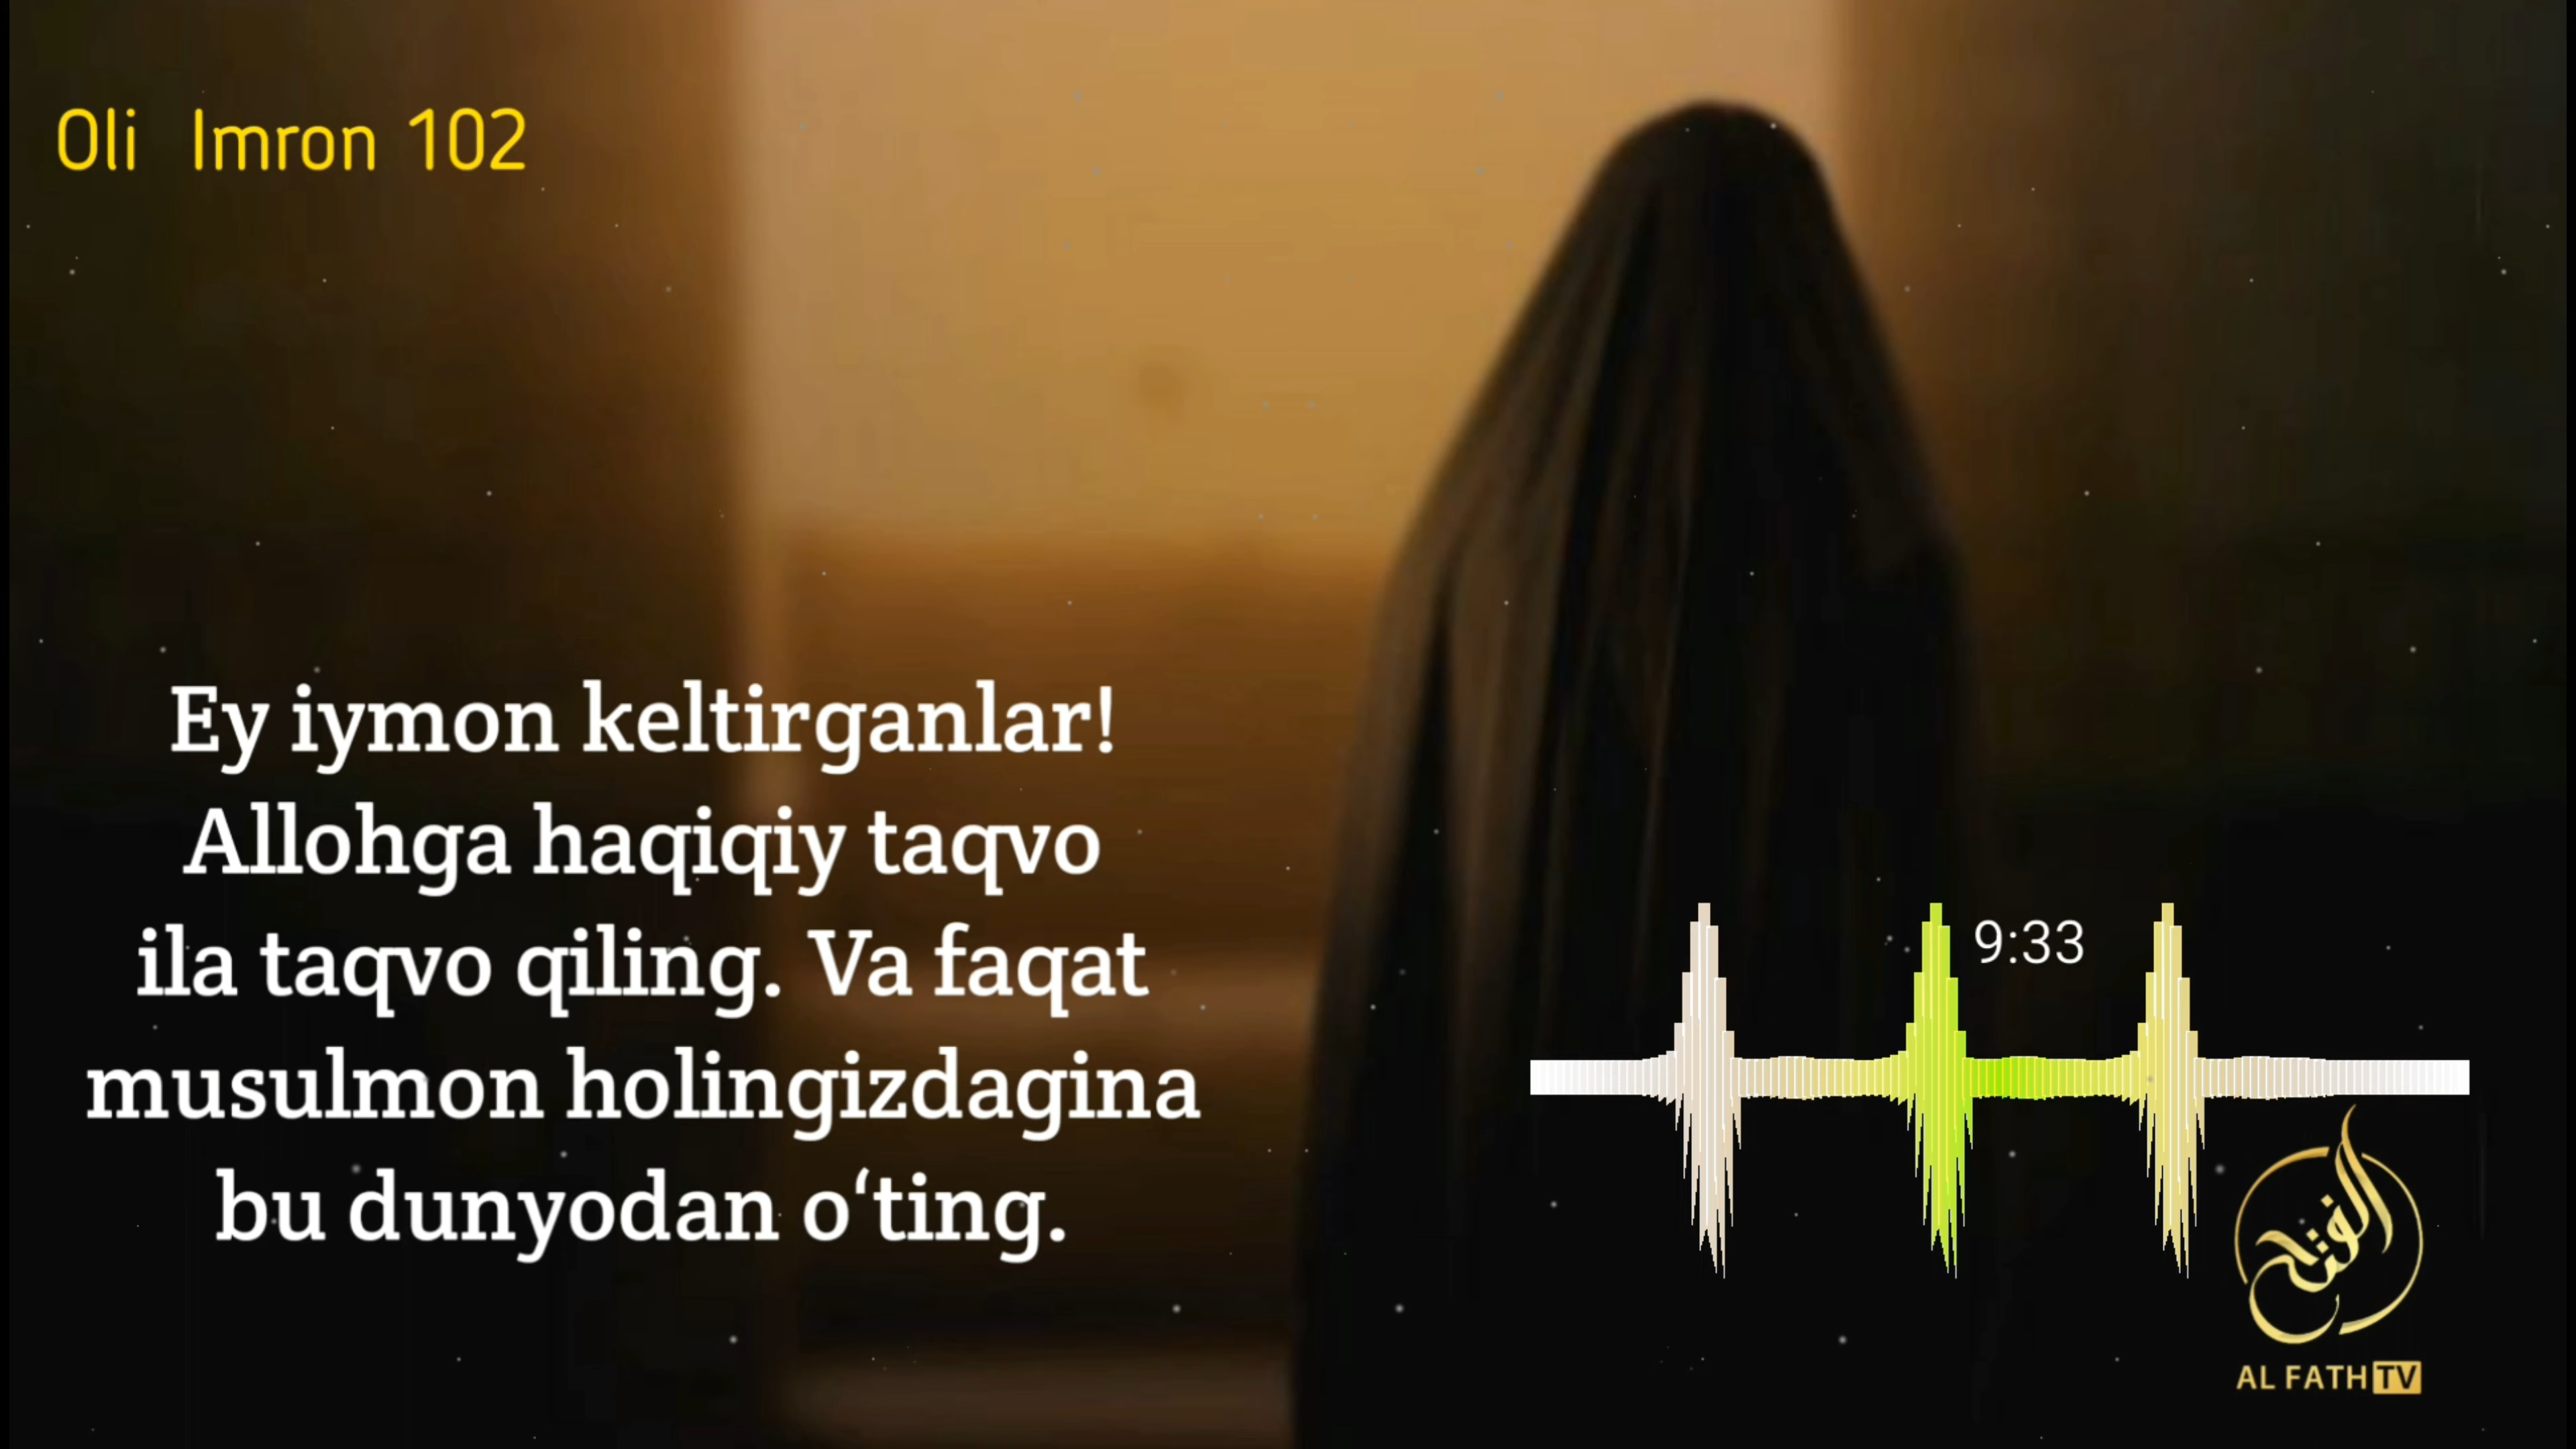 Oli Imron 102
Ey iymon keltirganlar!
Allohga haqiqiy taqvo
ila taqvo qiling. Va faqat
musulmon holingizdagina
bu dunyodan o‘ting.
9:33
الفتح
AL FATH TV